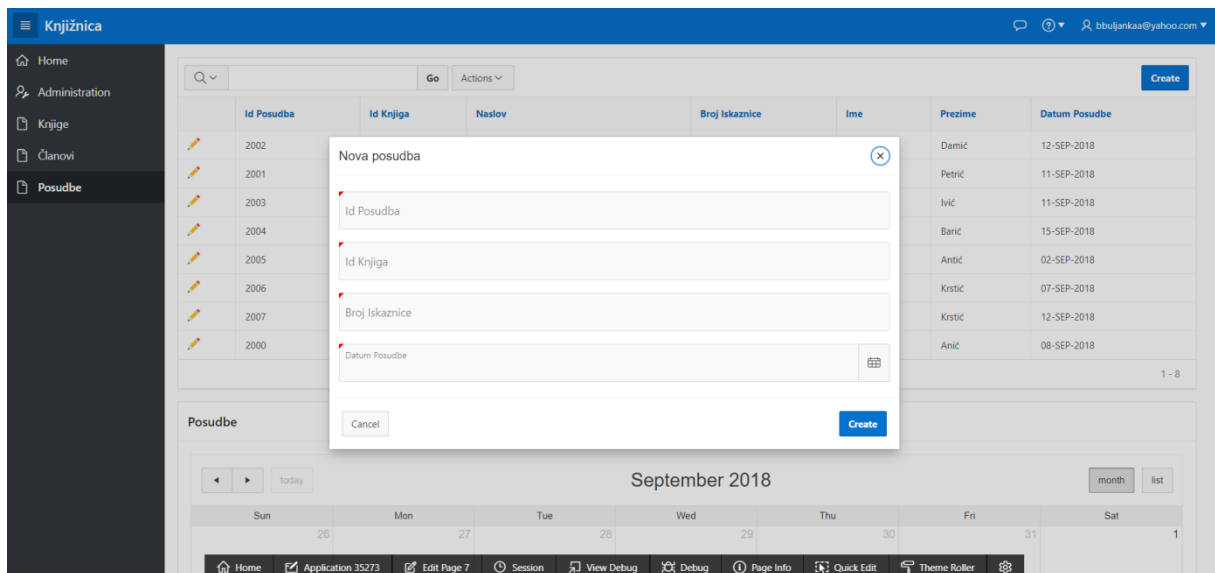 Knjižnica bbuljankaa@yahoo.com
Home
Administration
Knjige
Članovi
Posudbe
Go Actions Create
Id Posudba Id Knjiga Naslov Broj Iskaznice Ime Prezime Datum Posudbe
2002 Damić 12-SEP-2018
2001 Petrić 11-SEP-2018
2003 Ivić 11-SEP-2018
2004 Barić 15-SEP-2018
2005 Antić 02-SEP-2018
2006 Krstić 07-SEP-2018
2007 Krstić 12-SEP-2018
2000 Anić 08-SEP-2018
1 - 8
Nova posudba
Id Posudba
Id Knjiga
Broj Iskaznice
Datum Posudbe
Cancel Create
Posudbe
today September 2018 month list
Sun Mon Tue Wed Thu Fri Sat
26 27 28 29 30 31 1
Home Application 35273 Edit Page 7 Session View Debug Debug Page Info Quick Edit Theme Roller